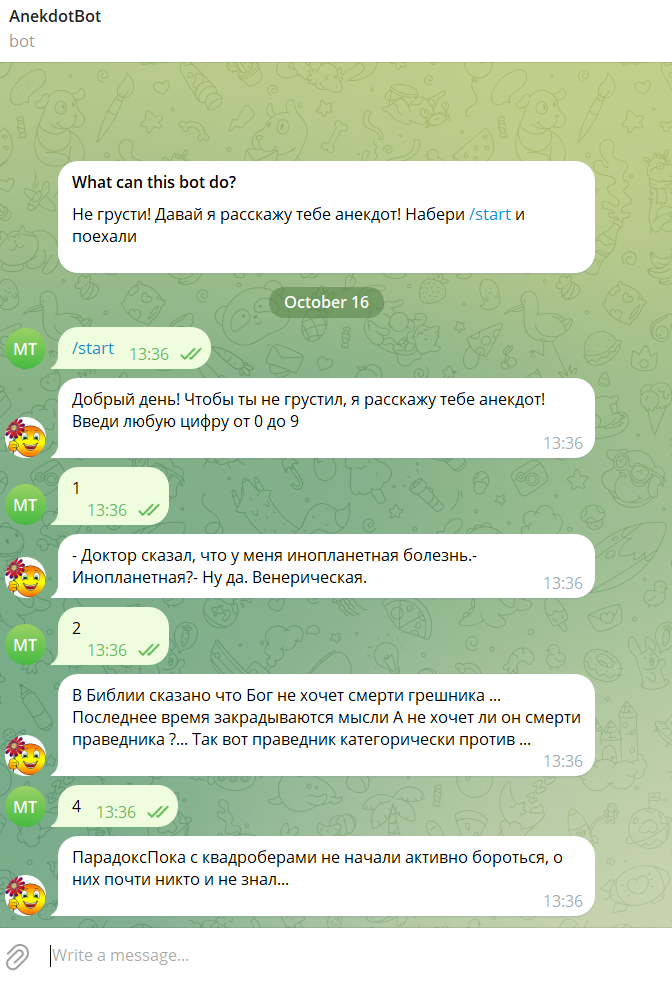 AnekdotBot
bot
What can this bot do?
Не грусти! Давай я расскажу тебе анекдот! Набери /start и
поехали
October 16
MT
/start 13:36
Добрый день! Чтобы ты не грустил, я расскажу тебе анекдот!
Введи любую цифру от 0 до 9
13:36
MT
1
13:36
- Доктор сказал, что у меня инопланетная болезнь.-
Инопланетная?- Ну да. Венерическая.
13:36
MT
2
13:36
В Библии сказано что Бог не хочет смерти грешника ...
Последнее время закрадываются мысли А не хочет ли он смерти
праведника ?... Так вот праведник категорически против ...
13:36
MT
4 13:36
ПарадоксПока с квадроберами не начали активно бороться, о
них почти никто и не знал...
13:36
Write a message...